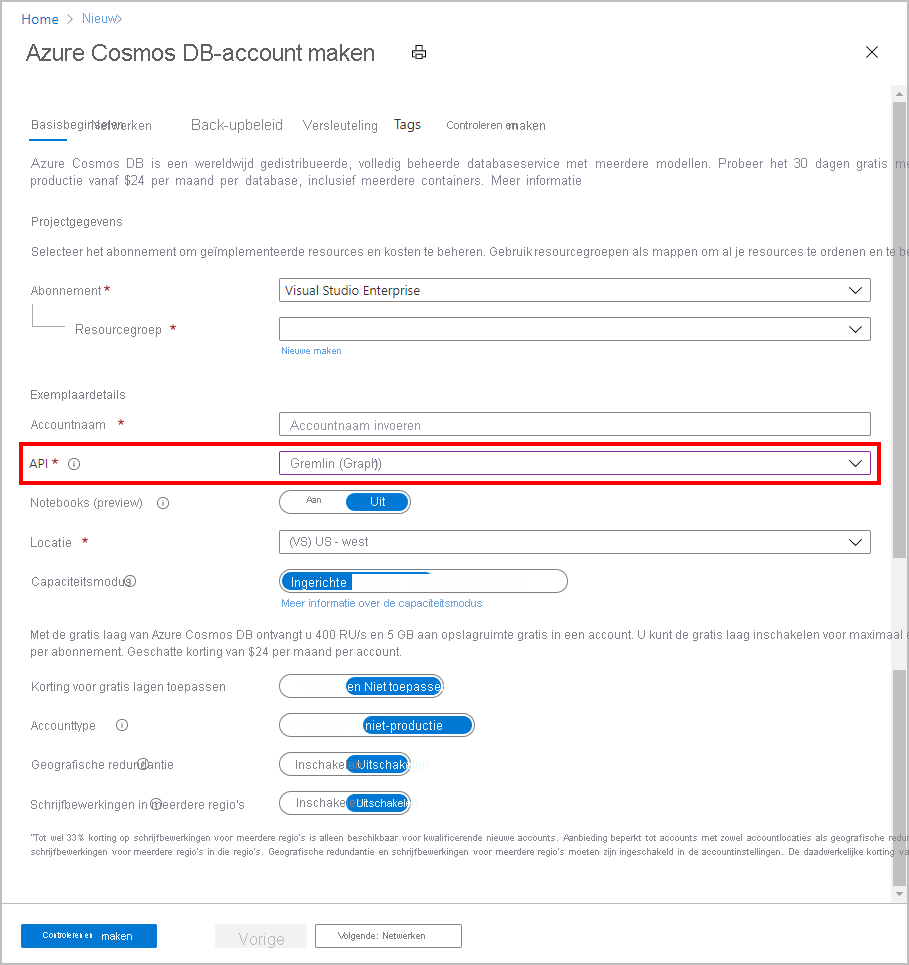 Home > Nieuw>
Azure Cosmos DB-account maken
Basisbeginselen Netwerken Back-upbeleid Versleuteling Tags Controleren en maken
Azure Cosmos DB is een wereldwijd gedistribueerde, volledig beheerde databaseservice met meerdere modellen. Probeer het 30 dagen gratis
productie vanaf $24 per maand per database, inclusief meerdere containers. Meer informatie
Projectgegevens
Selecteer het abonnement om geïmplementeerde resources en kosten te beheren. Gebruik resourcegroepen als mappen om al je resources te ordenen en te
Abonnement * Visual Studio Enterprise
Resourcegroep *
Nieuwe maken
Exemplaardetails
Accountnaam * Accountnaam invoeren
API * Gremlin (Graph)
Notebooks (preview) Aan Uit
Locatie * (VS) US - west
Capaciteitsmodus Ingerichte
Meer informatie over de capaciteitsmodus
Met de gratis laag van Azure Cosmos DB ontvangt u 400 RU/s en 5 GB aan opslagruimte gratis in een account. U kunt de gratis laag inschakelen voor maximaal
per abonnement. Geschatte korting van $24 per maand per account.
Korting voor gratis lagen toepassen en Niet toepasse
Accounttype niet-productie
Geografische redundantie Inschakelen Uitschakelen
Schrijfbewerkingen in meerdere regio's Inschakele Uitschakelen
"Tot wel 33% korting op schrijfbewerkingen voor meerdere regio's is alleen beschikbaar voor kwalificerende nieuwe accounts. Aanbieding beperkt tot accounts met zowel accountlocaties als geografische
schrijfbewerkingen voor meerdere regio's in die regio's. Geografische redundantie en schrijfbewerkingen voor meerdere regio's moeten zijn ingeschakeld in de accountinstellingen. De daadwerkelijke korting
Controleren en maken Vorige Volgende: Netwerken